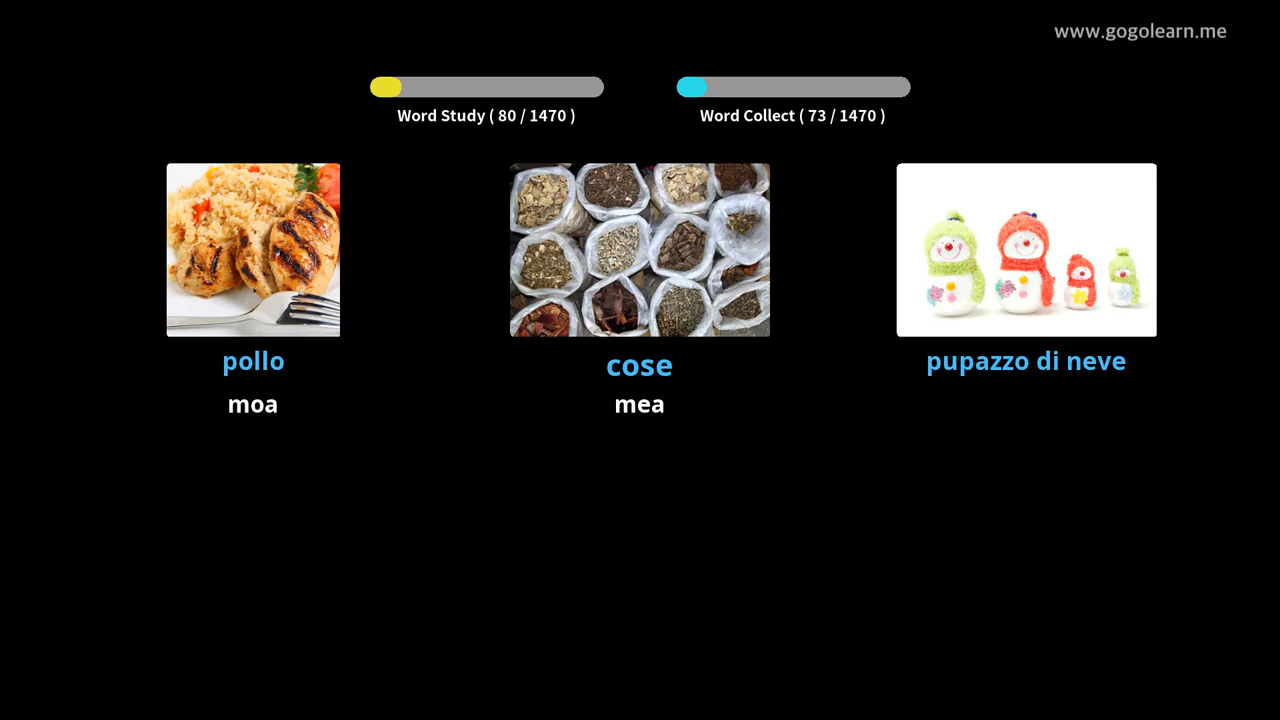 www.gogolearn.me
Word Study ( 80 / 1470 )
Word Collect ( 73 / 1470 )
pollo
cose
pupazzo di neve
moa
mea